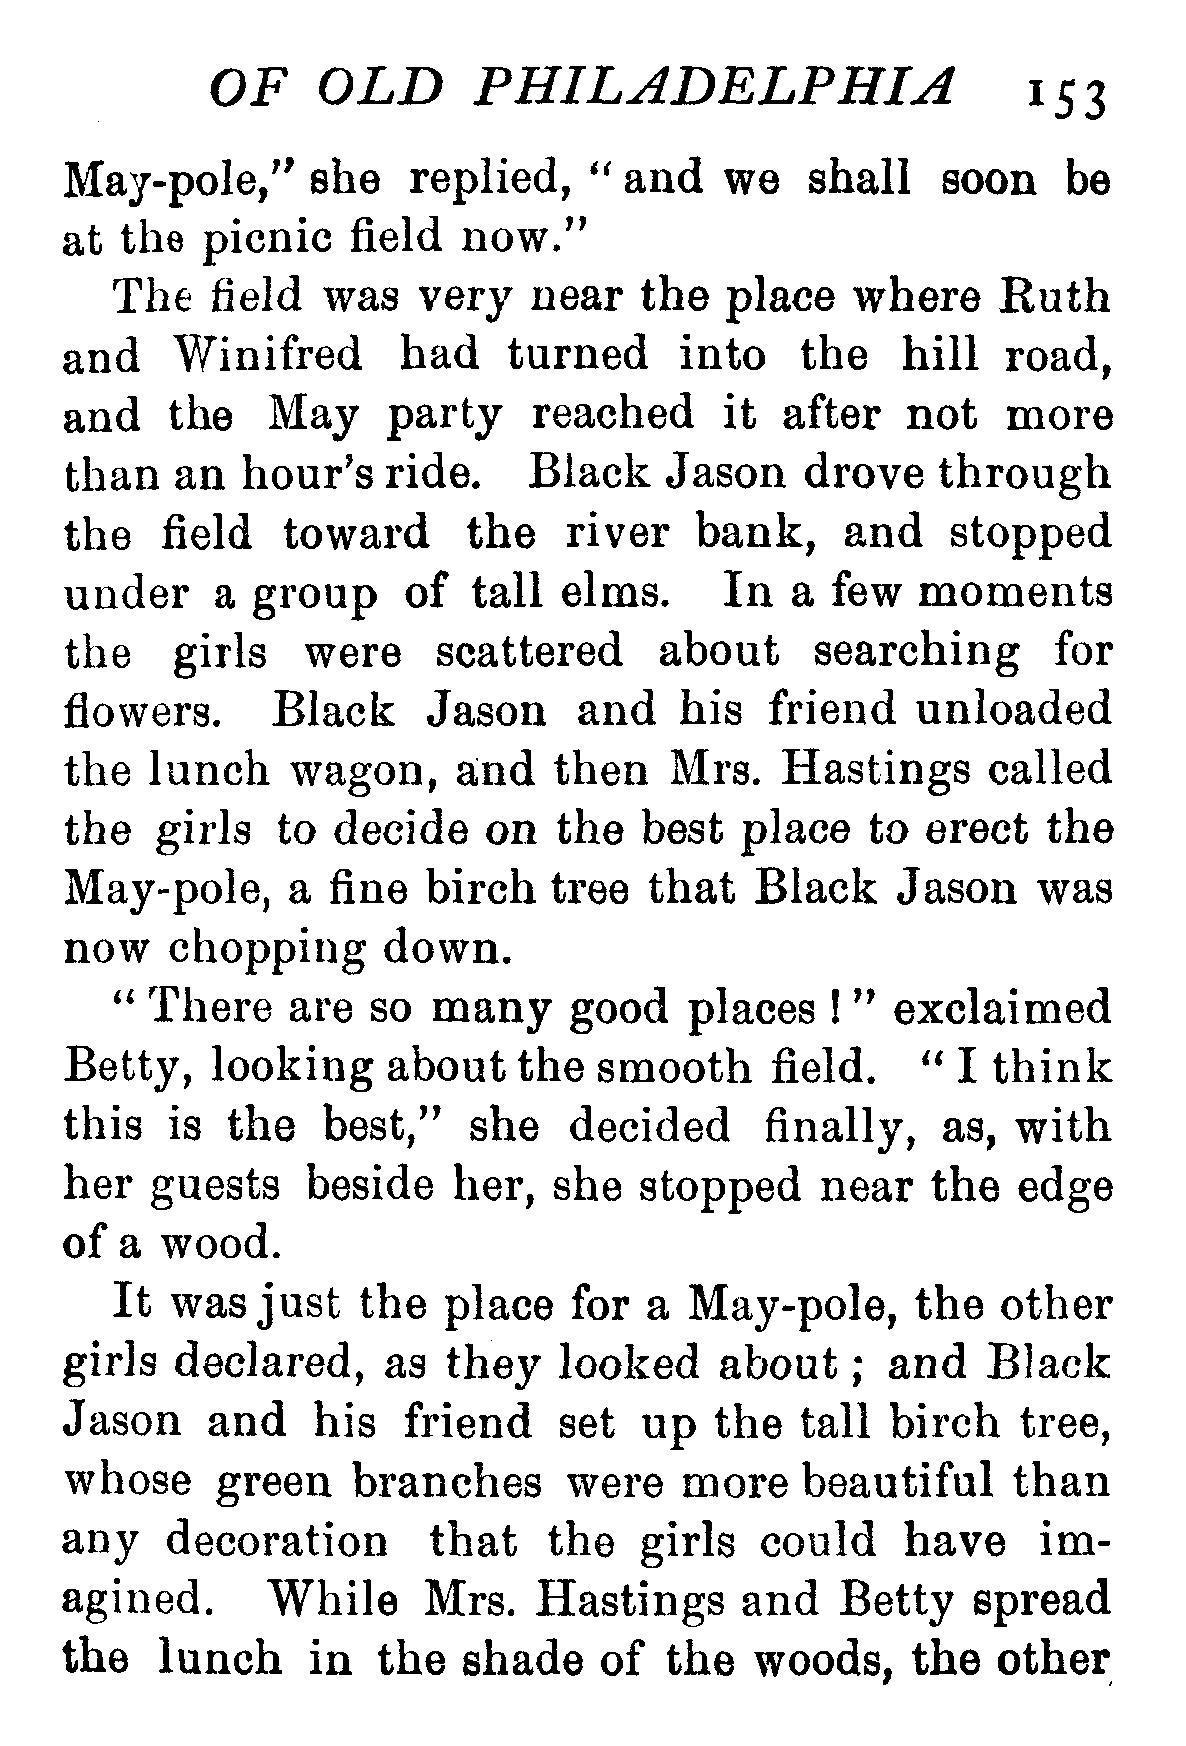 OF OLD PHILADELPHIA 153
May-pole," she replied, "and we shall soon be
at the picnic field now."
The field was very near the place where Ruth
and Winifred had turned into the hill road,
and the May party reached it after not more
than an hour's ride. Black Jason drove through
the field toward the river bank, and stopped
under a group of tall elms. In a few moments
the girls were scattered about searching for
flowers. Black Jason and his friend unloaded
the lunch wagon, and then Mrs. Hastings called
the girls to decide on the best place to erect the
May-pole, a fine birch tree that Black Jason was
now chopping down.
"There are so many good places!" exclaimed
Betty, looking about the smooth field. "I think
this is the best," she decided finally, as, with
her guests beside her, she stopped near the edge
of a wood.
It was just the place for a May-pole, the other
girls declared, as they looked about; and Black
Jason and his friend set up the tall birch tree,
whose green branches were more beautiful than
any decoration that the girls could have im-
agined. While Mrs. Hastings and Betty spread
the lunch in the shade of the woods, the other